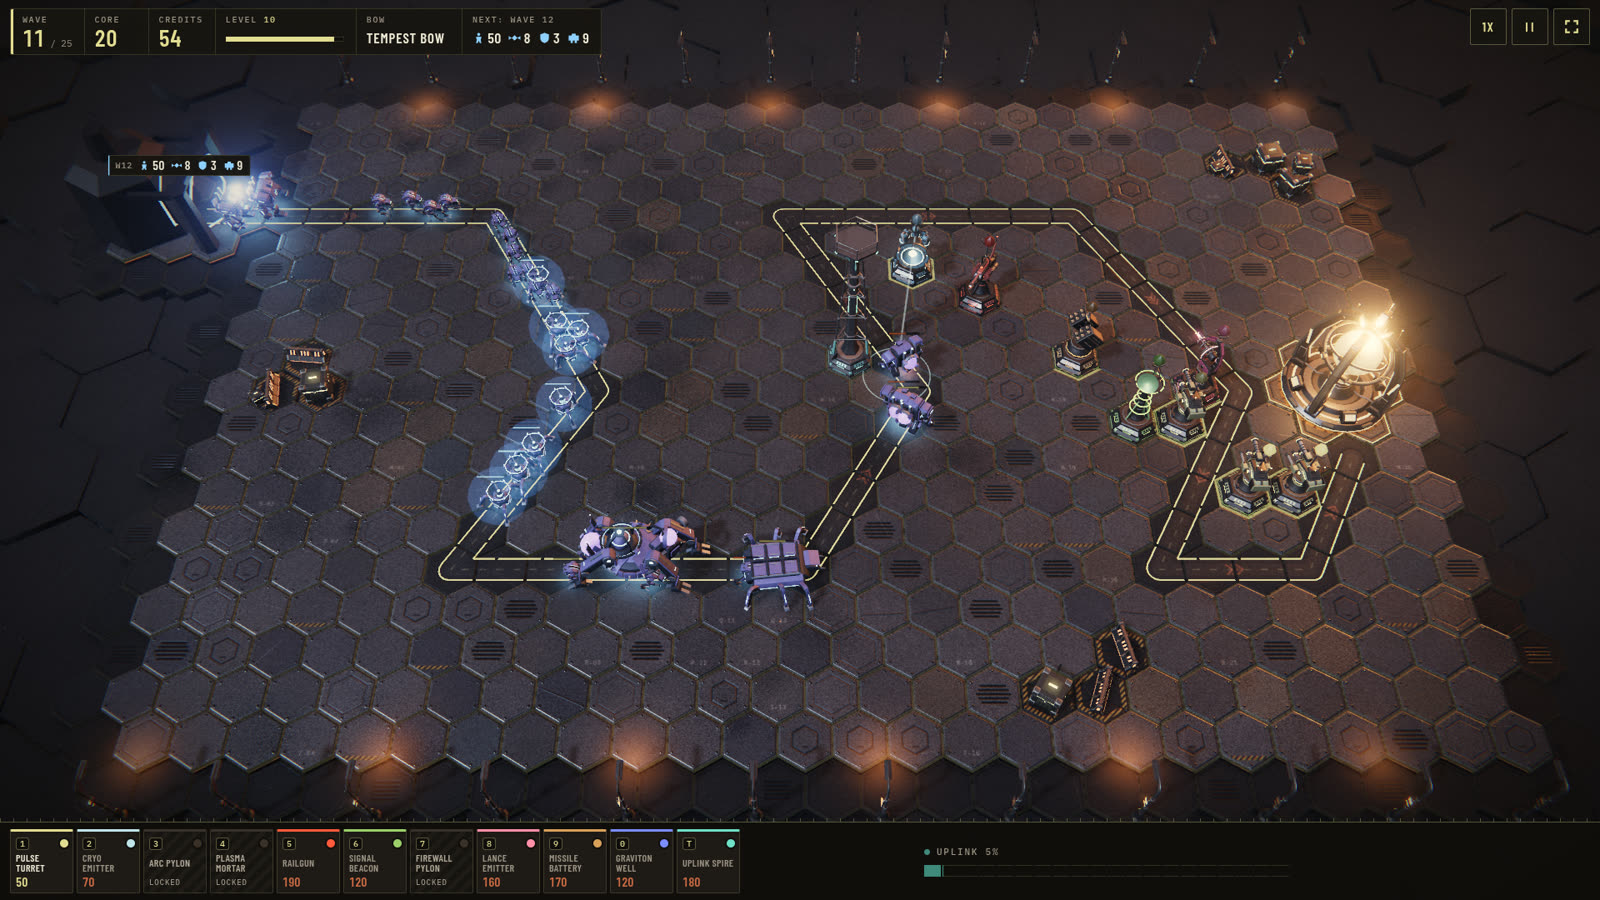 WAVE
11 / 25
CORE
20
CREDITS
54
LEVEL 10
BOW
TEMPEST BOW
NEXT: WAVE 12
50 8 3 9
1X
W12 50 8 3 9
1
PULSE TURRET
50
2
CRYO EMITTER
70
3
ARC PYLON
LOCKED
4
PLASMA MORTAR
LOCKED
5
RAILGUN
190
6
SIGNAL BEACON
120
7
FIREWALL PYLON
LOCKED
8
LANCE EMITTER
160
9
MISSILE BATTERY
170
0
GRAVITON WELL
120
T
UPLINK SPIRE
180
UPLINK 5%